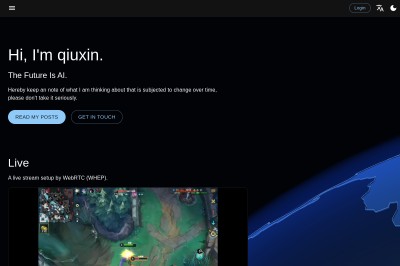 Login
Hi, I'm qiuxin.
The Future Is AI.
Hereby keep an note of what I am thinking about that is subjected to change over time,
please don't take it seriously.
READ MY POSTS
GET IN TOUCH
Live
A live stream setup by WebRTC (WHEP).